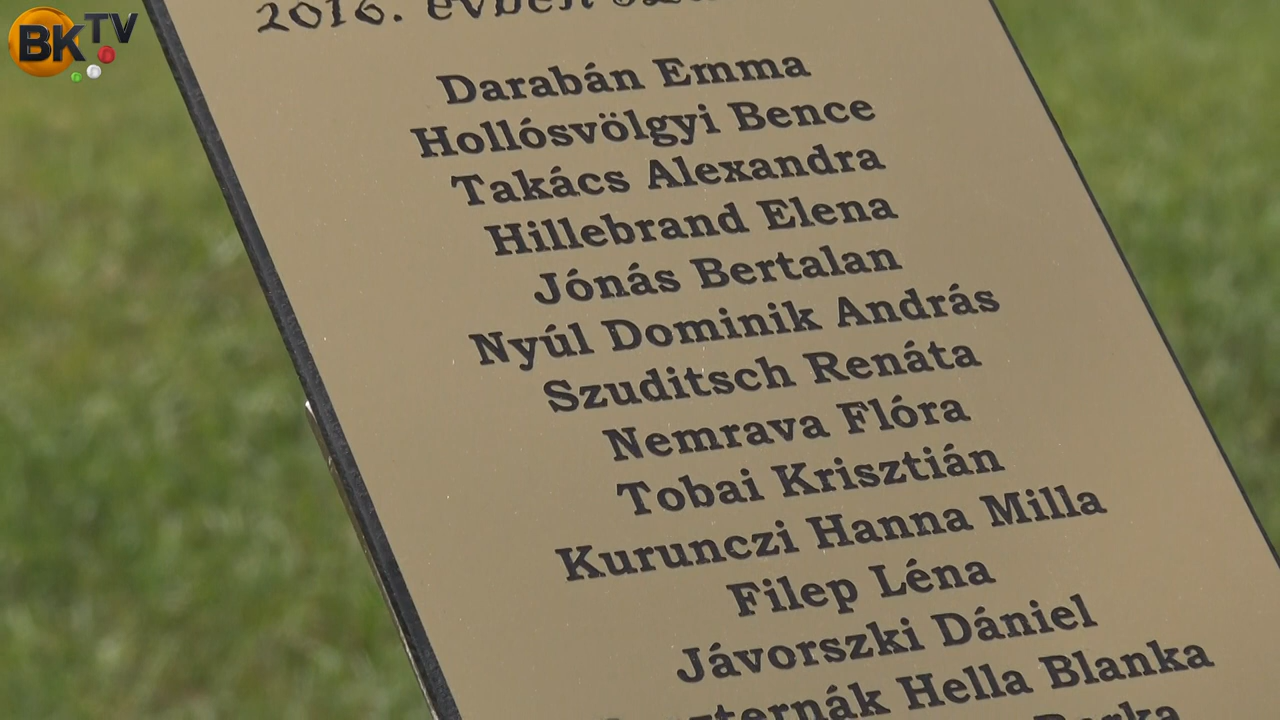 BKTV
2016. évben
Darabán Emma
Hollósvölgyi Bence
Takács Alexandra
Hillebrand Elena
Jónás Bertalan
Nyúl Dominik András
Szuditsch Renáta
Nemrava Flóra
Tobai Krisztián
Kurunczi Hanna Milla
Filep Léna
Jávorszki Dániel
Hella Blanka